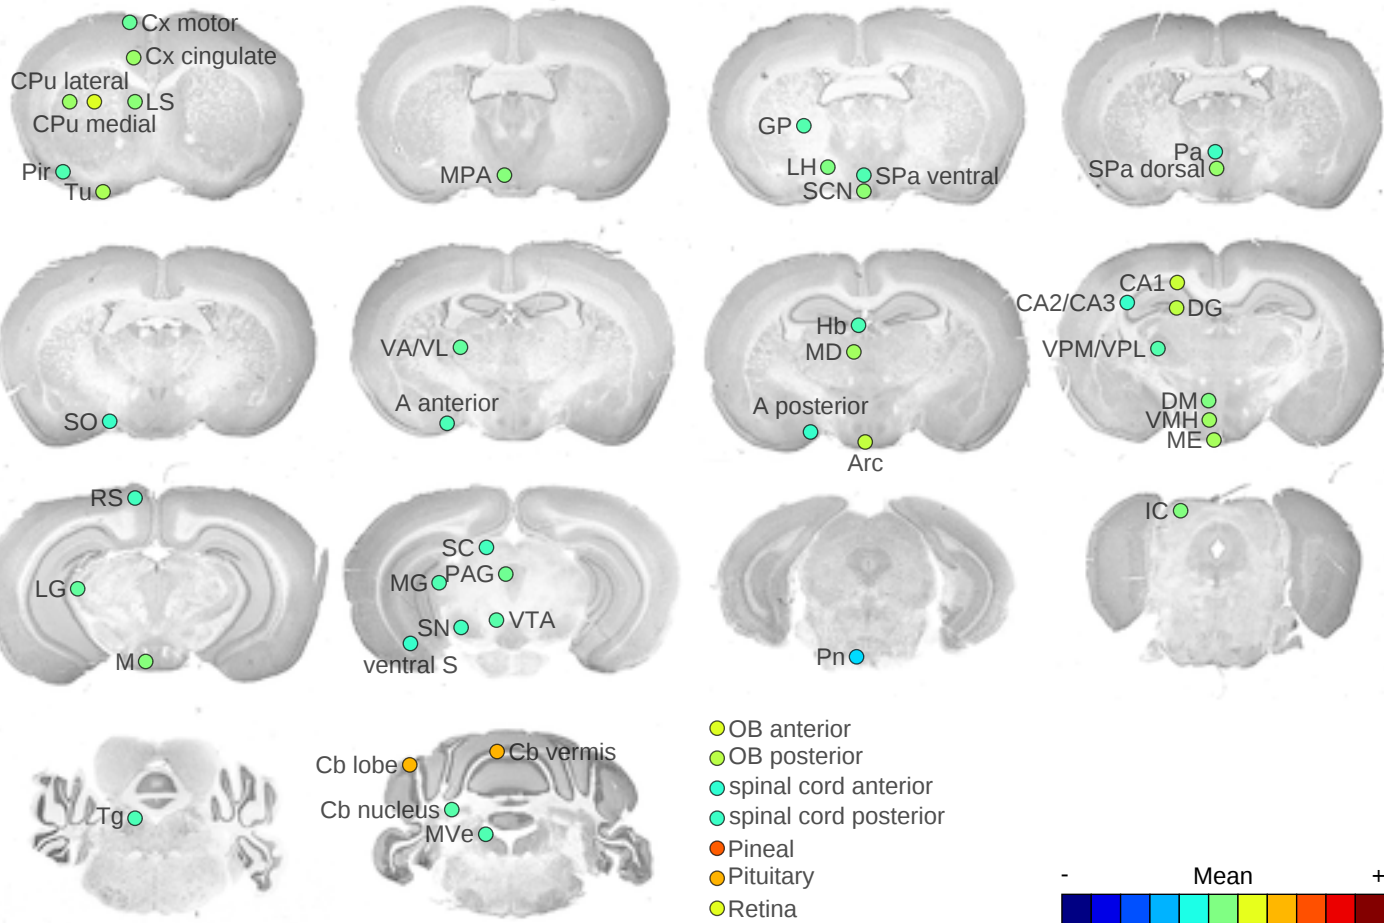 Cx motor
Cx cingulate
CPu lateral
LS
CPu medial
Pir
Tu
MPA
GP
LH
SPa ventral
SCN
Pa
SPa dorsal
SO
VA/VL
A anterior
Hb
MD
A posterior
Arc
CA1
CA2/CA3
DG
VPM/VPL
DM
VMH
ME
RS
LG
M
SC
MG
PAG
SN
VTA
ventral S
Pn
IC
Tg
Cb lobe
Cb vermis
Cb nucleus
MVe
OB anterior
OB posterior
spinal cord anterior
spinal cord posterior
Pineal
Pituitary
Retina
- Mean +